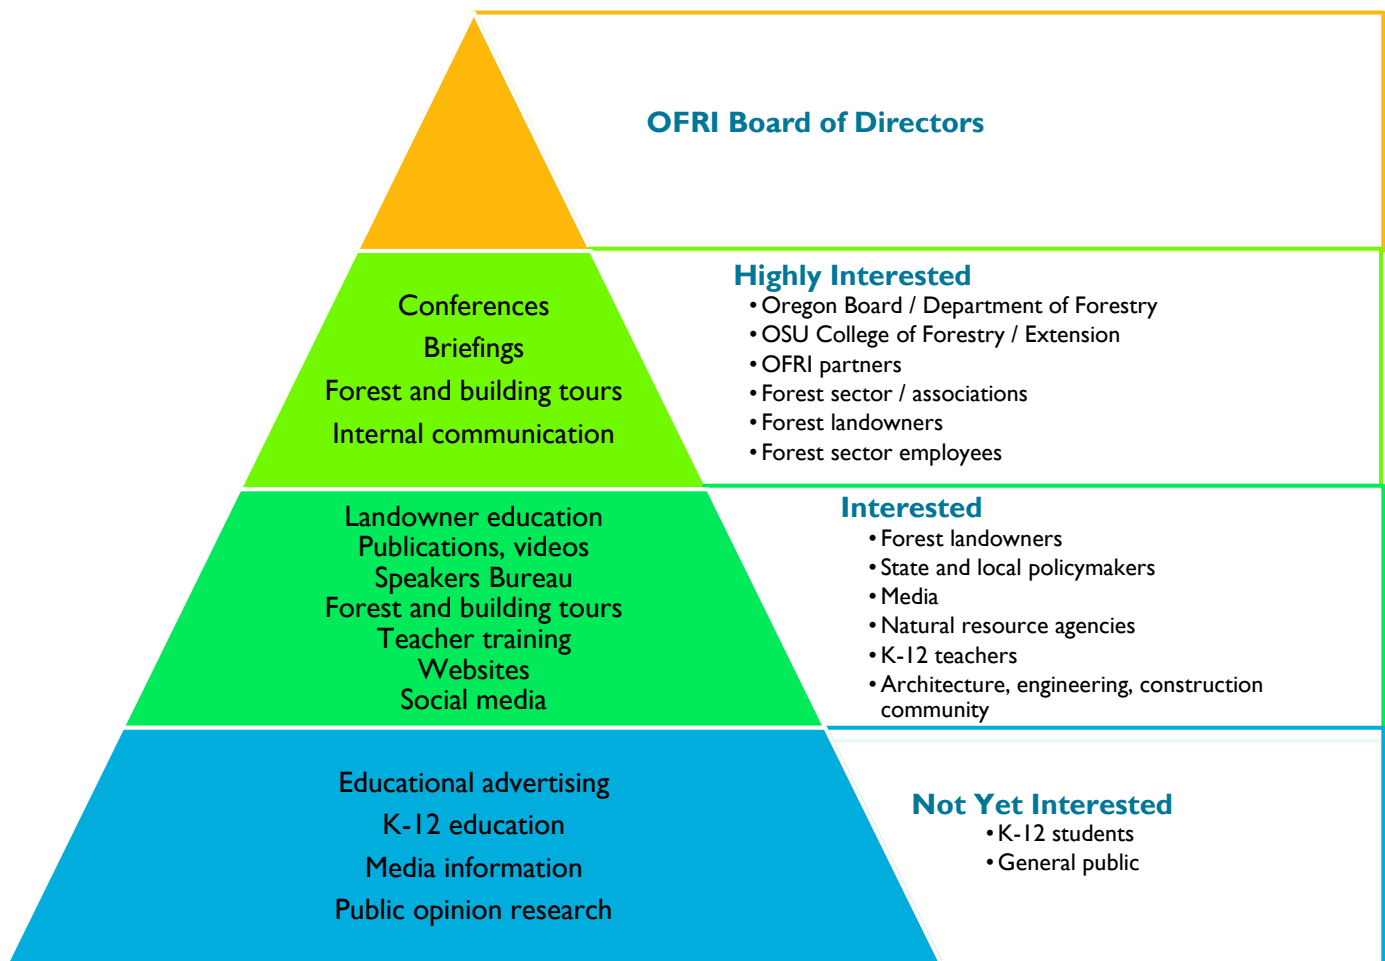 OFRI Board of Directors
Conferences
Briefings
Forest and building tours
Internal communication
Highly Interested
• Oregon Board / Department of Forestry
• OSU College of Forestry / Extension
• OFRI partners
• Forest sector / associations
• Forest landowners
• Forest sector employees
Landowner education
Publications, videos
Speakers Bureau
Forest and building tours
Teacher training
Websites
Social media
Interested
• Forest landowners
• State and local policymakers
• Media
• Natural resource agencies
• K-12 teachers
• Architecture, engineering, construction
community
Educational advertising
K-12 education
Media information
Public opinion research
Not Yet Interested
• K-12 students
• General public